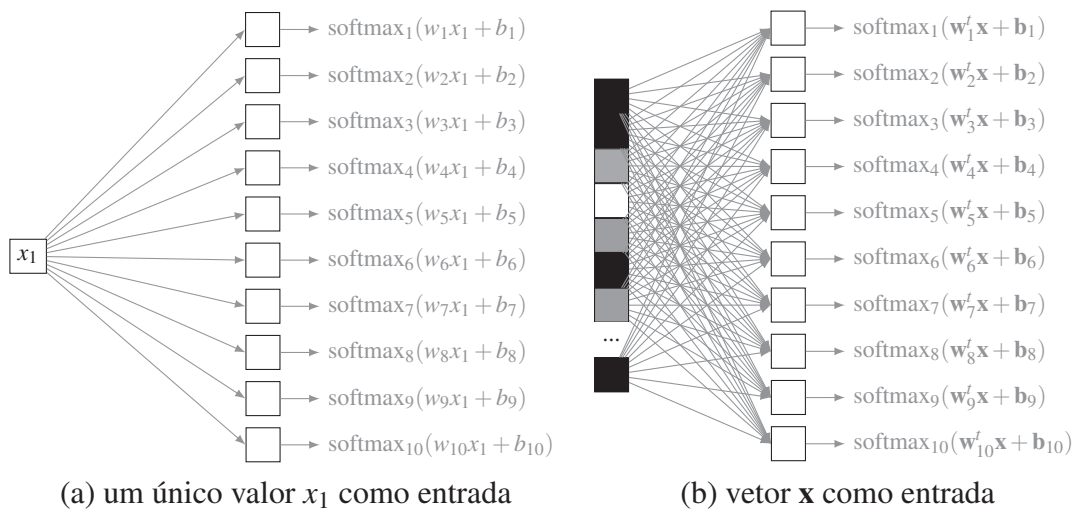 softmax₁(w₁x₁ + b₁)
softmax₂(w₂x₁ + b₂)
softmax₃(w₃x₁ + b₃)
softmax₄(w₄x₁ + b₄)
softmax₅(w₅x₁ + b₅)
x₁
softmax₆(w₆x₁ + b₆)
softmax₇(w₇x₁ + b₇)
softmax₈(w₈x₁ + b₈)
softmax₉(w₉x₁ + b₉)
softmax₁₀(w₁₀x₁ + b₁₀)
(a) um único valor x₁ como entrada
softmax₁(𝐰₁ᵗ𝐱 + 𝐛₁)
softmax₂(𝐰₂ᵗ𝐱 + 𝐛₂)
softmax₃(𝐰₃ᵗ𝐱 + 𝐛₃)
softmax₄(𝐰₄ᵗ𝐱 + 𝐛₄)
softmax₅(𝐰₅ᵗ𝐱 + 𝐛₅)
softmax₆(𝐰₆ᵗ𝐱 + 𝐛₆)
softmax₇(𝐰₇ᵗ𝐱 + 𝐛₇)
...
softmax₈(𝐰₈ᵗ𝐱 + 𝐛₈)
softmax₉(𝐰₉ᵗ𝐱 + 𝐛₉)
softmax₁₀(𝐰₁₀ᵗ𝐱 + 𝐛₁₀)
(b) vetor 𝐱 como entrada